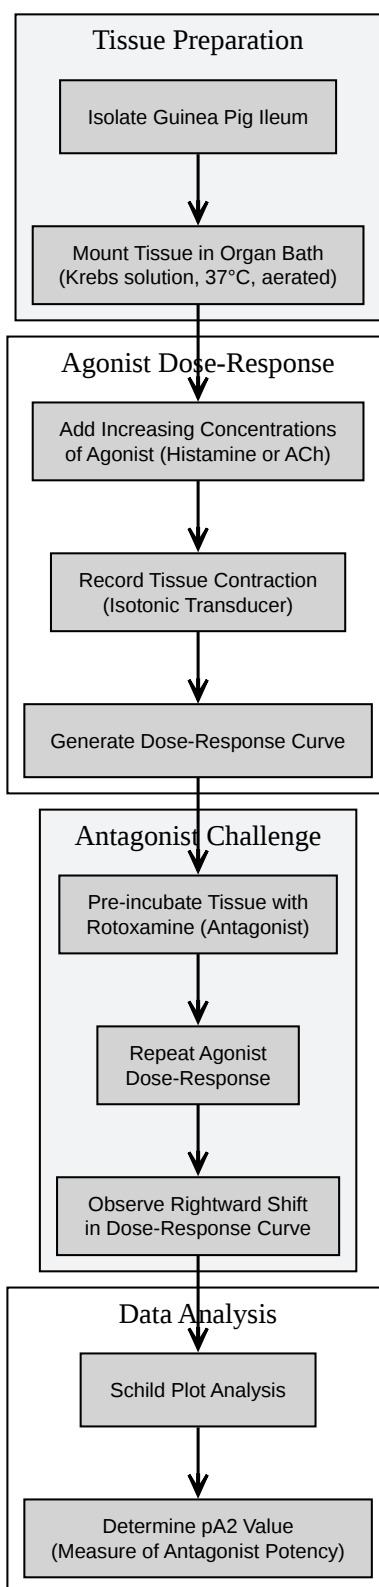 Tissue Preparation
Isolate Guinea Pig Ileum
Mount Tissue in Organ Bath
(Krebs solution, 37°C, aerated)
Agonist Dose-Response
Add Increasing Concentrations
of Agonist (Histamine or ACh)
Record Tissue Contraction
(Isotonic Transducer)
Generate Dose-Response Curve
Antagonist Challenge
Pre-incubate Tissue with
Rotoxamine (Antagonist)
Repeat Agonist
Dose-Response
Observe Rightward Shift
in Dose-Response Curve
Data Analysis
Schild Plot Analysis
Determine pA2 Value
(Measure of Antagonist Potency)